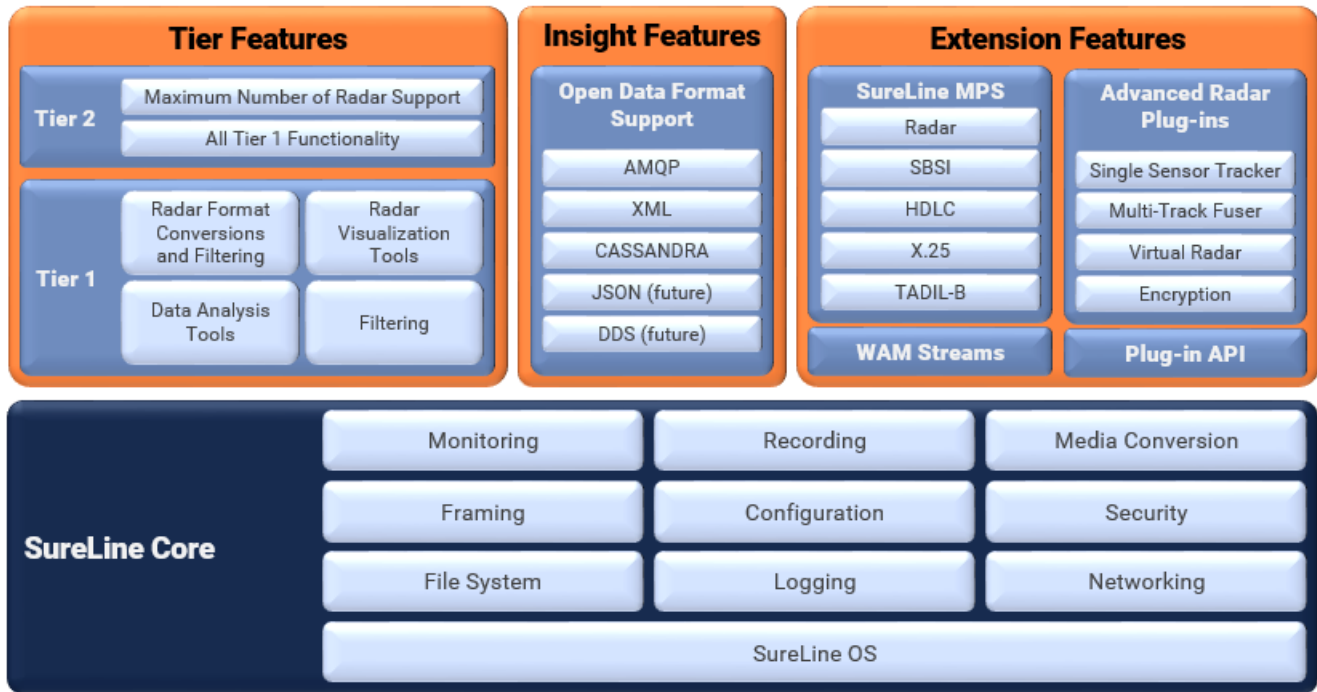 Tier Features
Tier 2
Maximum Number of Radar Support
All Tier 1 Functionality
Tier 1
Radar Format
Conversions
and Filtering
Radar
Visualization
Tools
Data Analysis
Tools
Filtering
Insight Features
Open Data Format
Support
AMQP
XML
CASSANDRA
JSON (future)
DDS (future)
Extension Features
SureLine MPS
Radar
SBSI
HDLC
X.25
TADIL-B
WAM Streams
Advanced Radar
Plug-ins
Single Sensor Tracker
Multi-Track Fuser
Virtual Radar
Encryption
Plug-in API
SureLine Core
Monitoring
Recording
Media Conversion
Framing
Configuration
Security
File System
Logging
Networking
SureLine OS